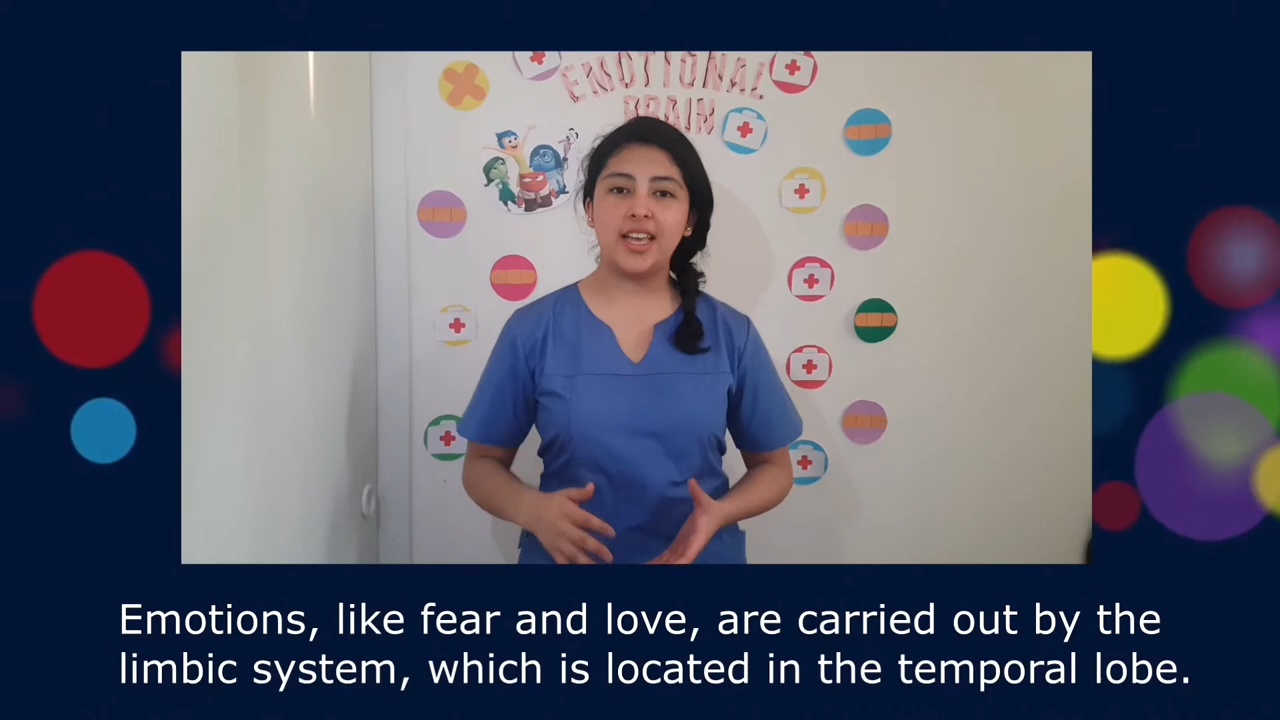 EMOTIONAL
BRAIN
Emotions, like fear and love, are carried out by the
limbic system, which is located in the temporal lobe.